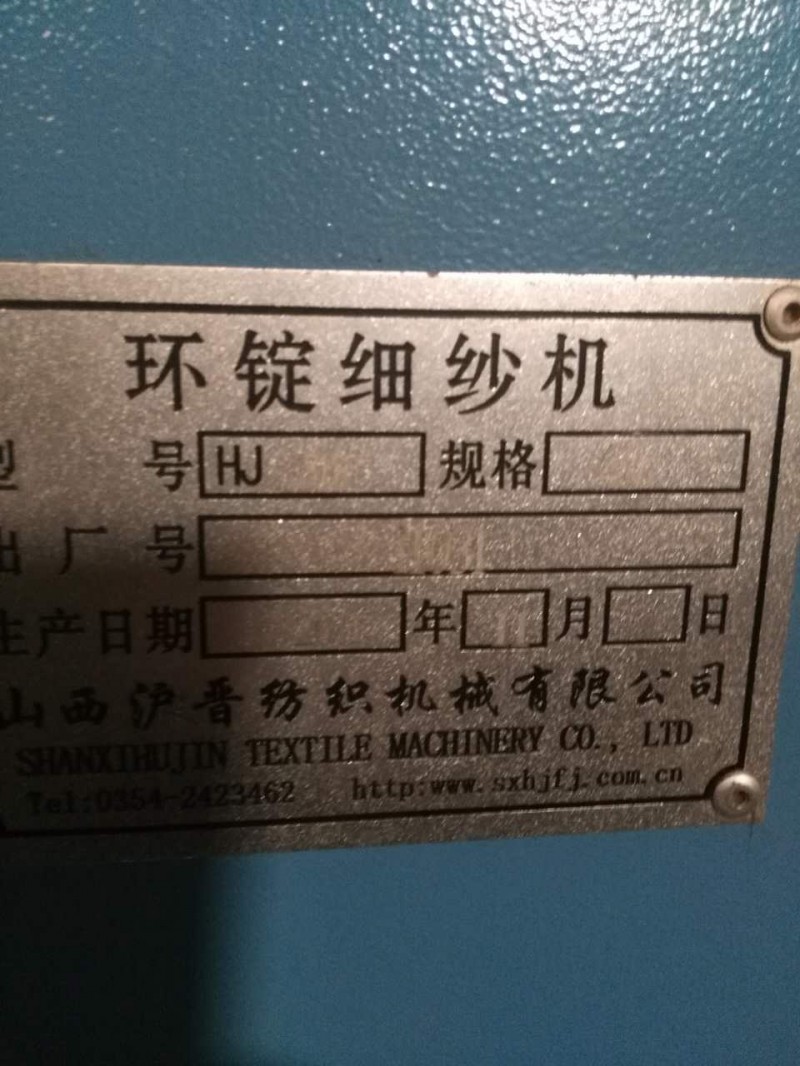 环锭细纱机
型号 HJ 规格
出厂号
生产日期 年 月 日
山西沪晋纺织机械有限公司
SHANXIHUJIN TEXTILE MACHINERY CO., LTD
Tel:0354-2423462 http:www.sxhjfj.com.cn